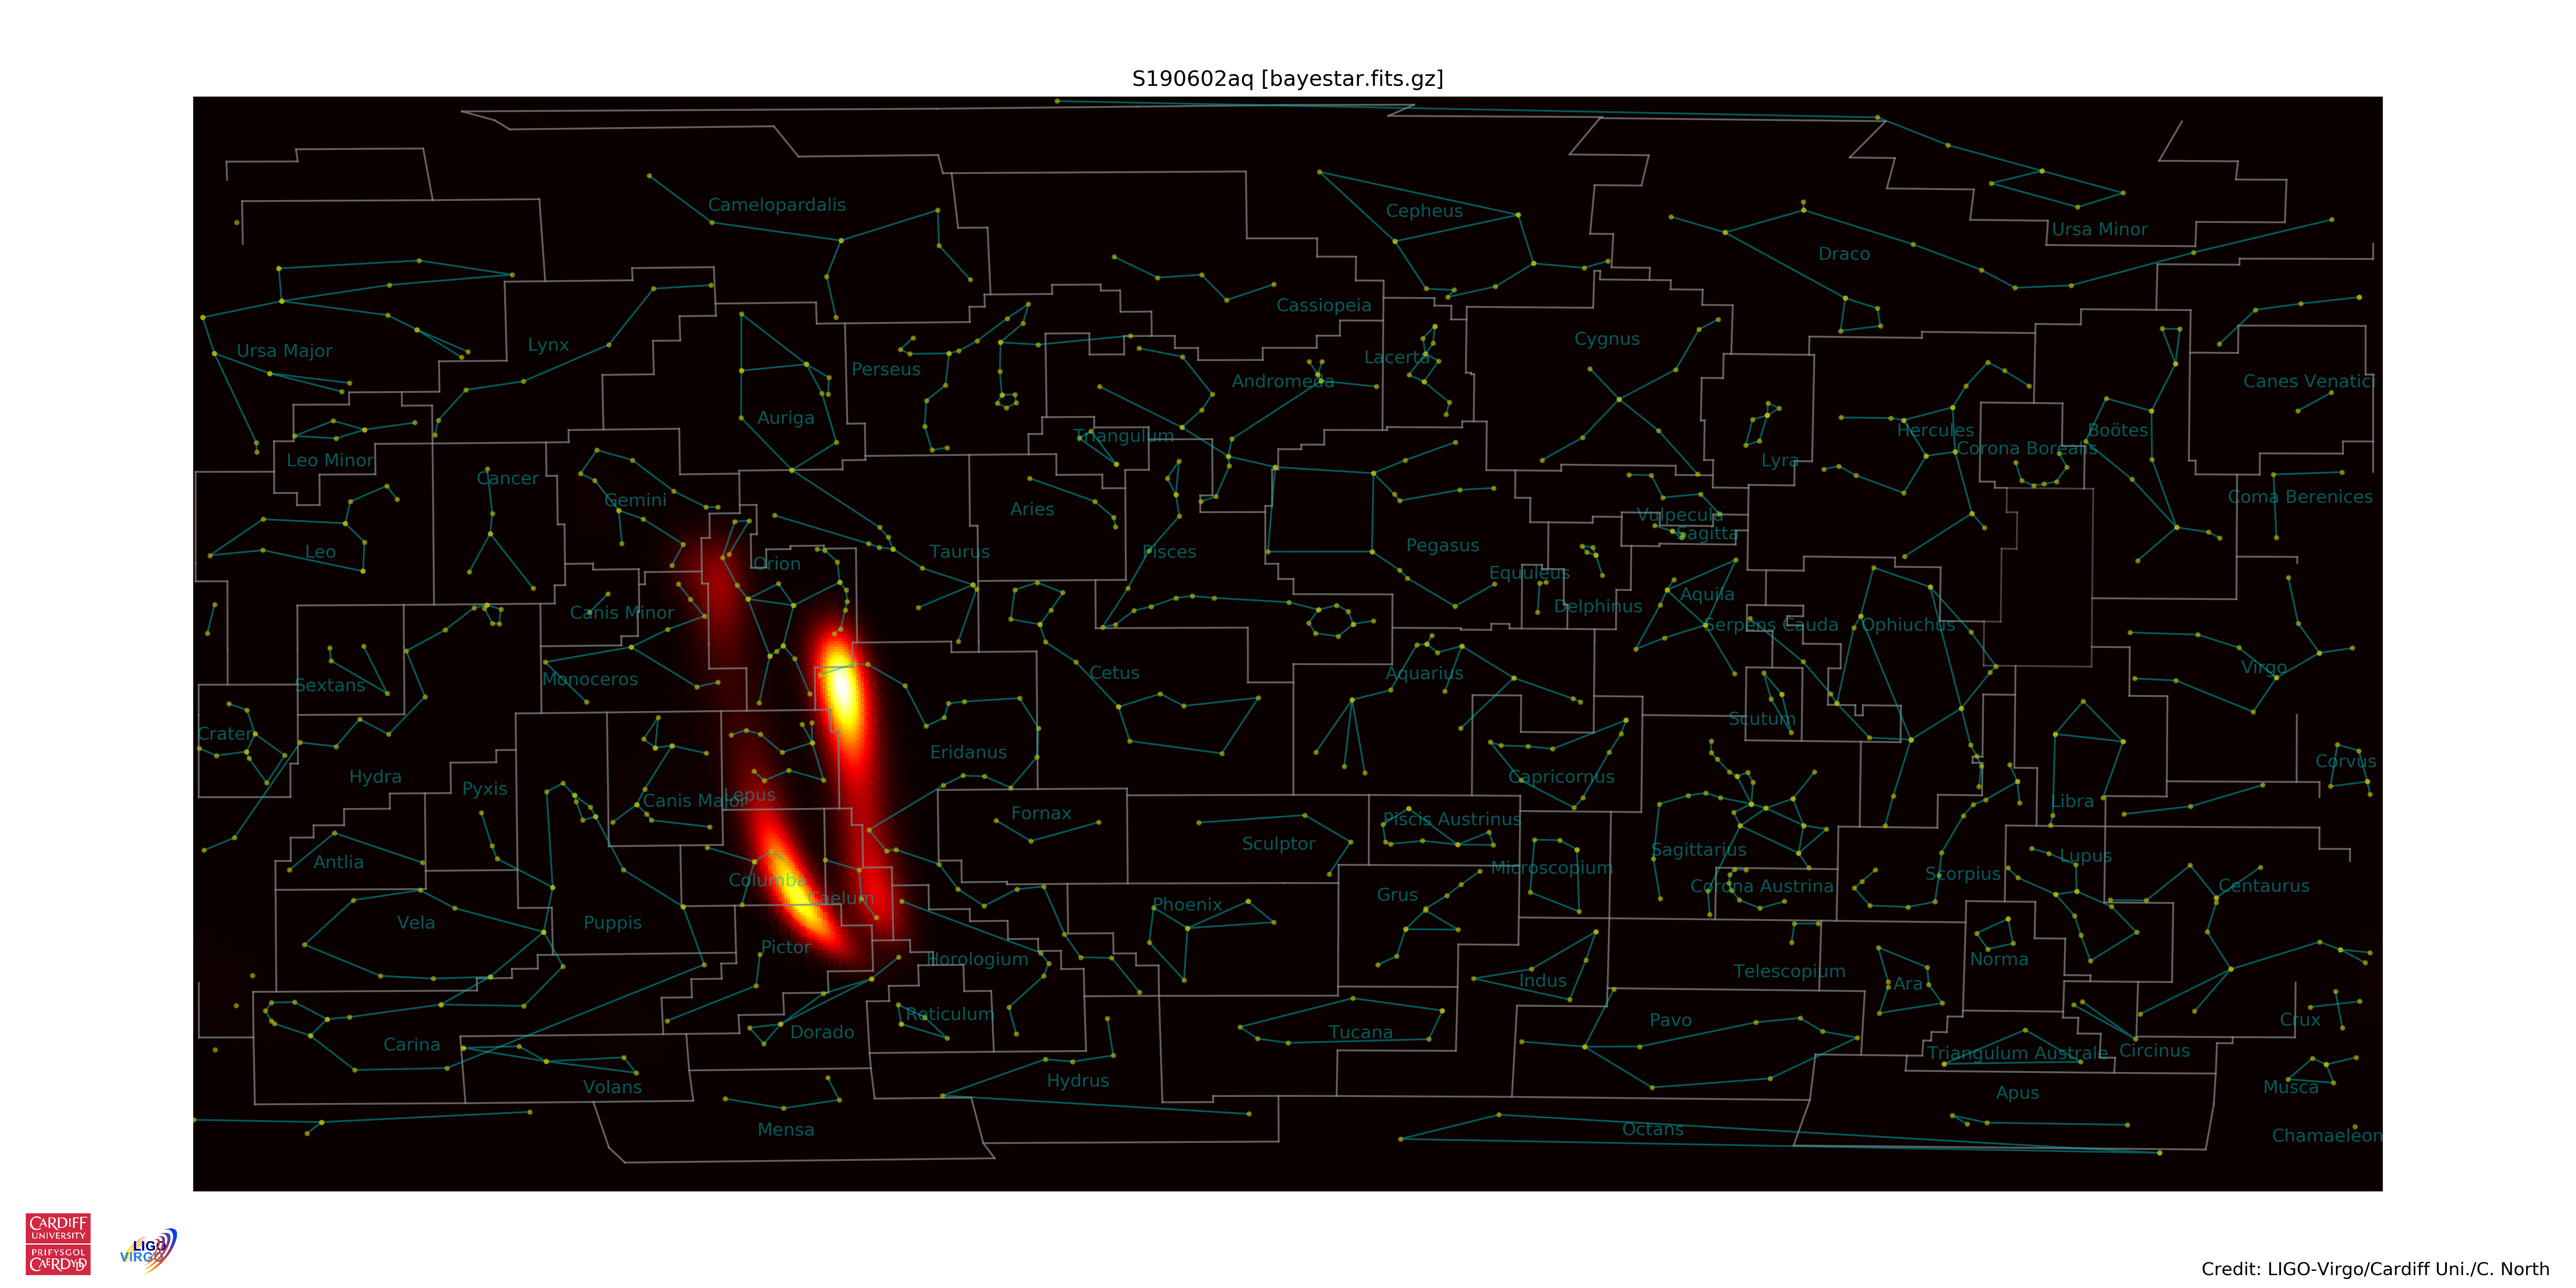 S190602aq [bayestar.fits.gz]
Camelopardalis
Cepheus
Ursa Minor
Draco
Cassiopeia
Cygnus
Lynx
Ursa Major
Lacerta
Perseus
Andromeda
Canes Venatici
Auriga
Hercules
Boötes
Triangulum
Corona Borealis
Leo Minor
Lyra
Cancer
Coma Berenices
Gemini
Aries
Vulpecula
Sagitta
Pegasus
Leo
Taurus
Pisces
Orion
Equuleus
Aquila
Delphinus
Canis Minor
Serpens Cauda
Ophiuchus
Virgo
Cetus
Aquarius
Monoceros
Sextans
Scutum
Crater
Eridanus
Corvus
Hydra
Capricornus
Pyxis
Lepus
Canis Major
Libra
Fornax
Piscis Austrinus
Sculptor
Sagittarius
Lupus
Antlia
Microscopium
Scorpius
Columba
Corona Austrina
Centaurus
Grus
Caelum
Phoenix
Vela
Puppis
Pictor
Horologium
Norma
Telescopium
Indus
Ara
Reticulum
Pavo
Crux
Dorado
Tucana
Carina
Circinus
Triangulum Australe
Hydrus
Volans
Musca
Apus
Mensa
Octans
Chamaeleon
CARDIFF
UNIVERSITY
PRIFYSGOL
CAERDYDD
LIGO
VIRGO
Credit: LIGO-Virgo/Cardiff Uni./C. North